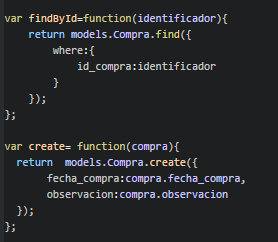 var findById=function(identificador){
    return models.Compra.find({
        where:{
            id_compra:identificador
        }
    });
};

var create= function(compra){
  return  models.Compra.create({
       fecha_compra:compra.fecha_compra,
       observacion:compra.observacion
  });
};